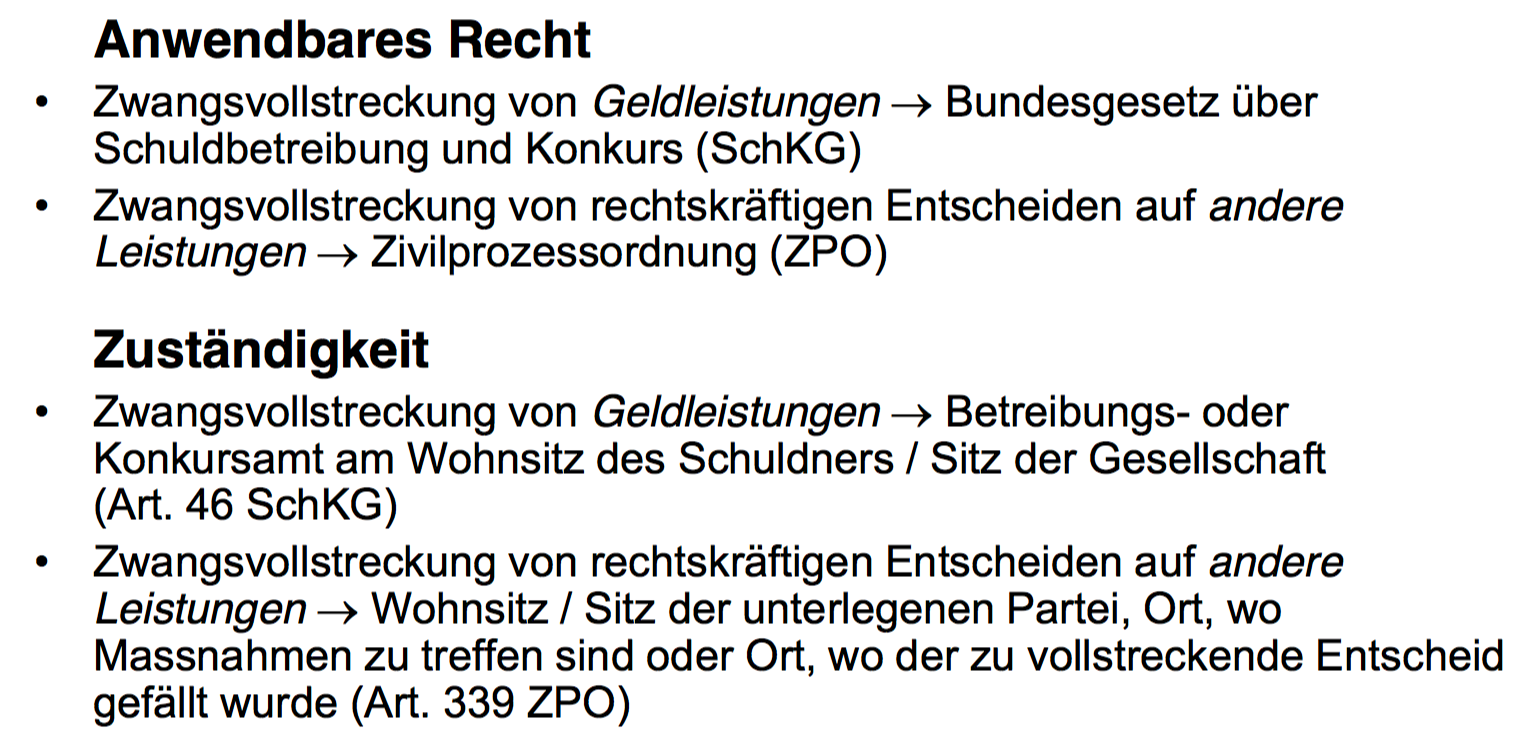 Anwendbares Recht
• Zwangsvollstreckung von Geldleistungen → Bundesgesetz über
Schuldbetreibung und Konkurs (SchKG)
• Zwangsvollstreckung von rechtskräftigen Entscheiden auf andere
Leistungen → Zivilprozessordnung (ZPO)
Zuständigkeit
• Zwangsvollstreckung von Geldleistungen → Betreibungs- oder
Konkursamt am Wohnsitz des Schuldners / Sitz der Gesellschaft
(Art. 46 SchKG)
• Zwangsvollstreckung von rechtskräftigen Entscheiden auf andere
Leistungen → Wohnsitz / Sitz der unterlegenen Partei, Ort, wo
Massnahmen zu treffen sind oder Ort, wo der zu vollstreckende Entscheid
gefällt wurde (Art. 339 ZPO)